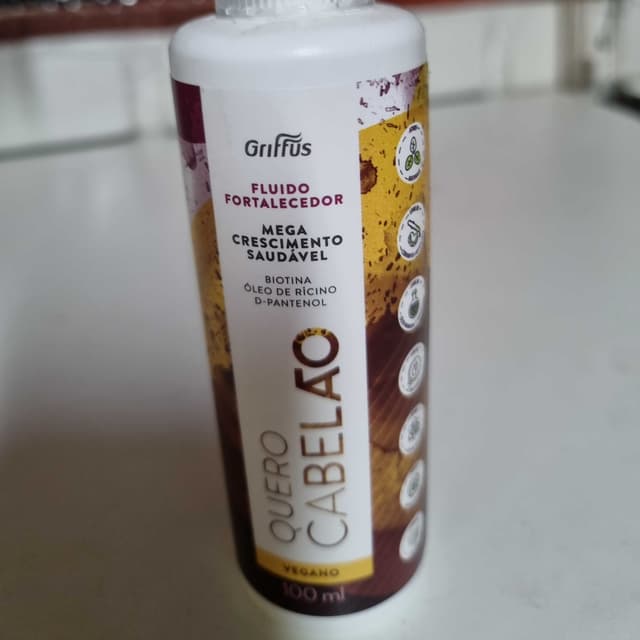 Griffus
FLUIDO
FORTALECEDOR
MEGA
CRESCIMENTO
SAUDÁVEL
BIOTINA
ÓLEO DE RÍCINO
D-PANTENOL
QUERO
CABELÃO
VEGANO
100 ml